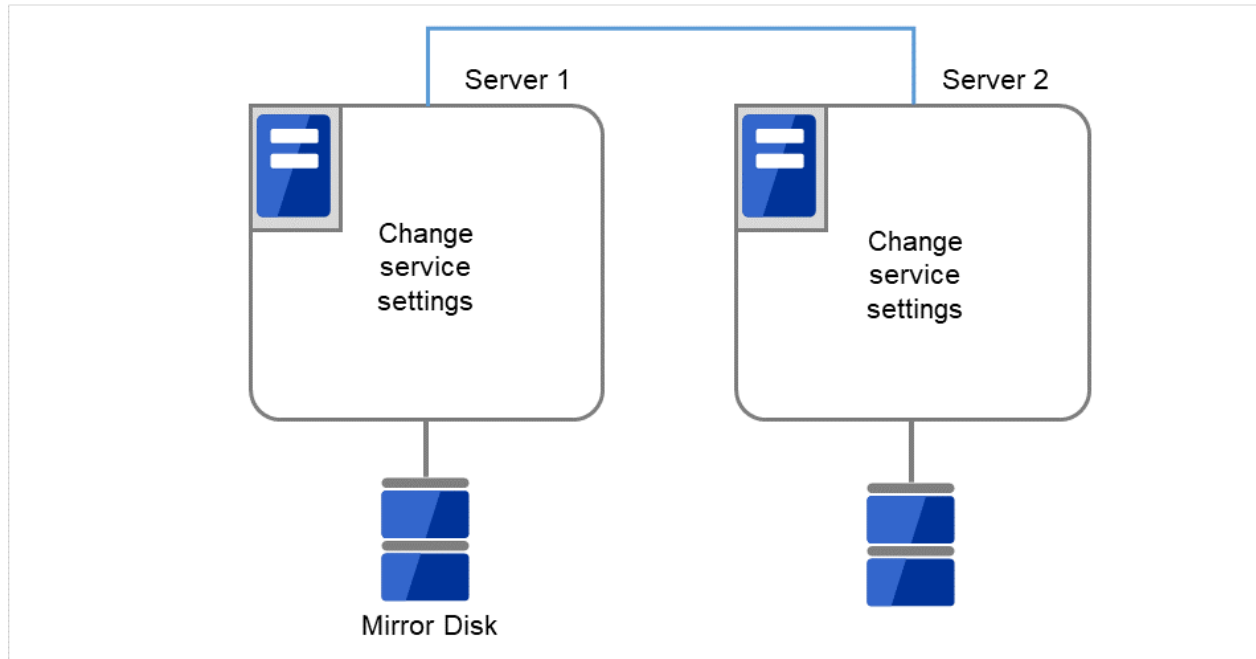 Server 1
Server 2
Change
service
settings
Change
service
settings
Mirror Disk